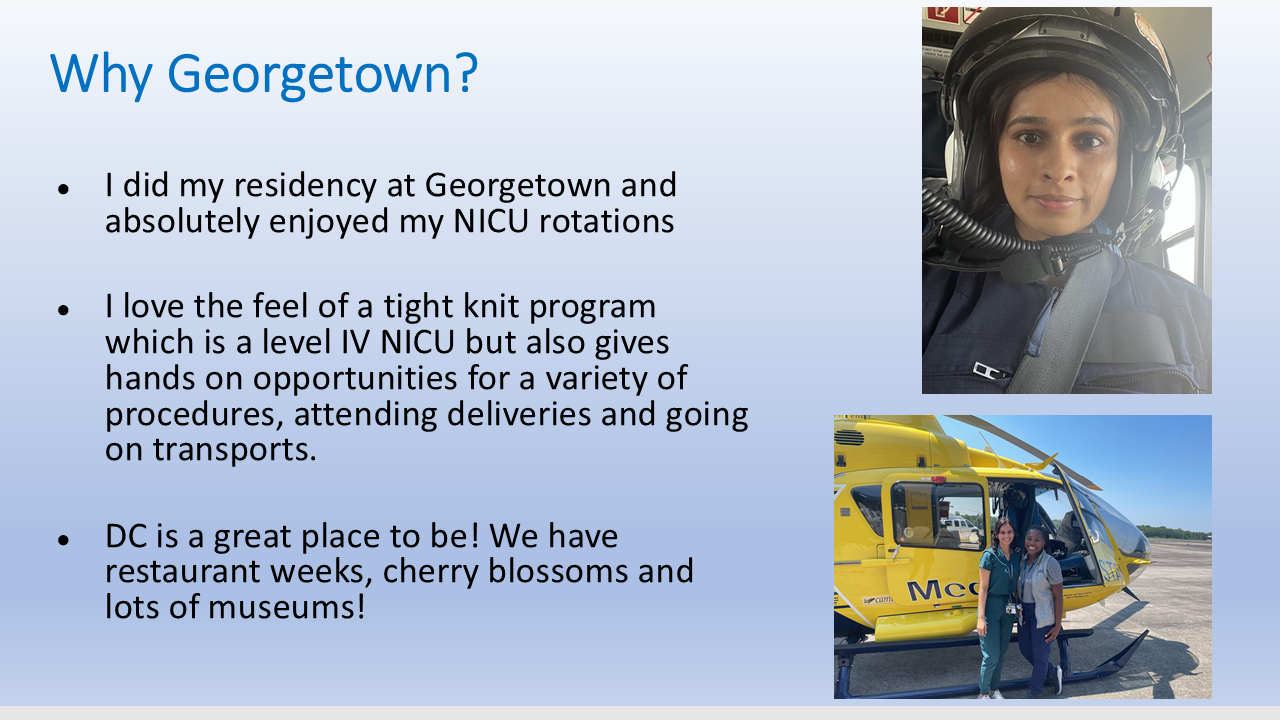 Why Georgetown?
● I did my residency at Georgetown and
absolutely enjoyed my NICU rotations
● I love the feel of a tight knit program
which is a level IV NICU but also gives
hands on opportunities for a variety of
procedures, attending deliveries and going
on transports.
● DC is a great place to be! We have
restaurant weeks, cherry blossoms and
lots of museums!
Med